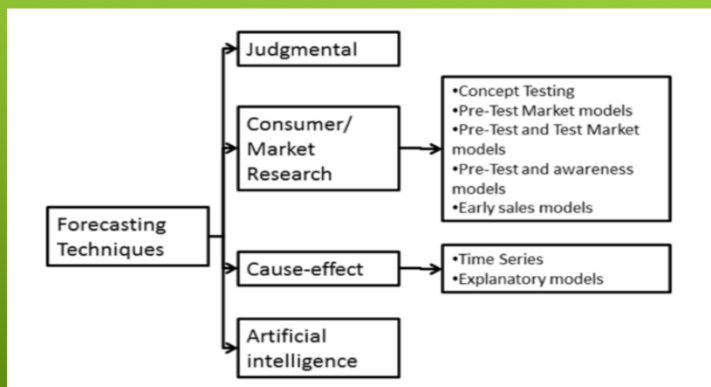 Judgmental
Consumer/
Market
Research
•Concept Testing
•Pre-Test Market models
•Pre-Test and Test Market
models
•Pre-Test and awareness
models
•Early sales models
Forecasting
Techniques
Cause-effect
•Time Series
•Explanatory models
Artificial
intelligence